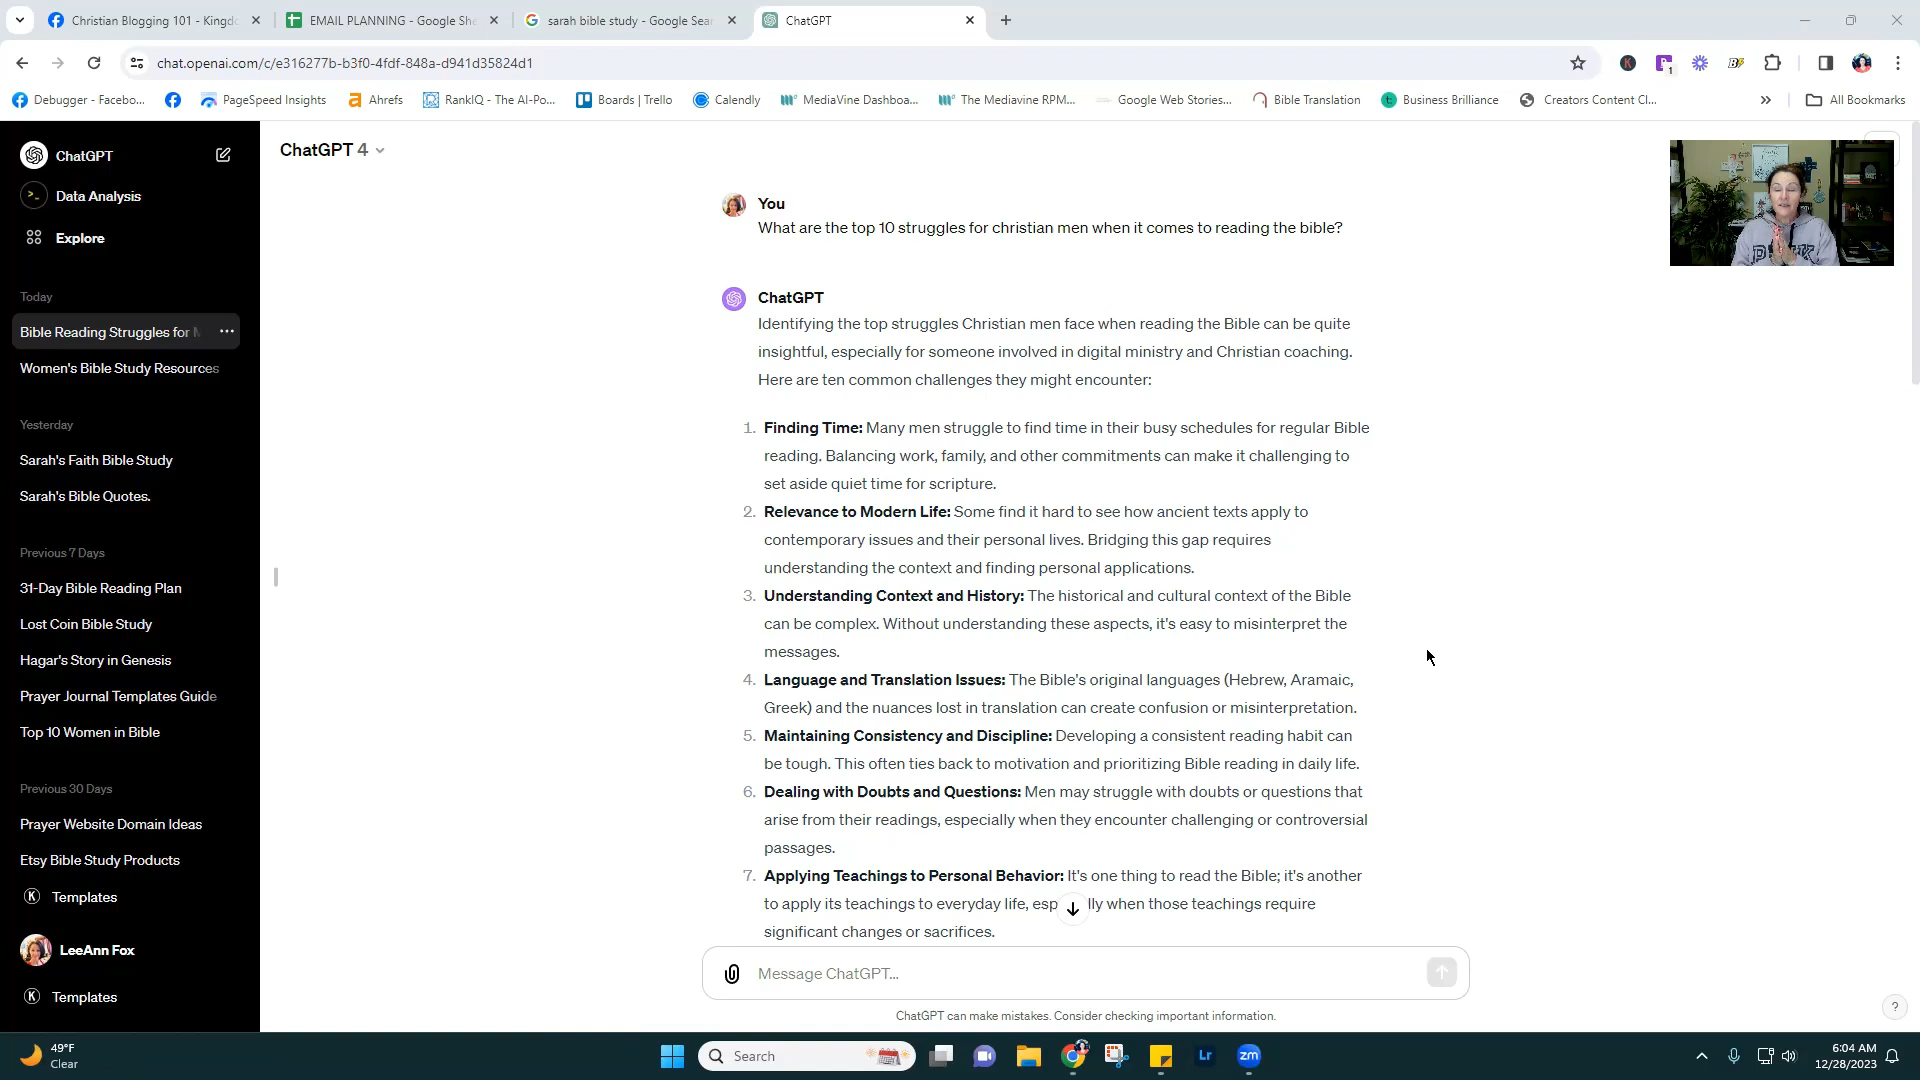 Christian Blogging 101 - Kingdo
EMAIL PLANNING - Google She
sarah bible study - Google Sear
ChatGPT
chat.openai.com/c/e316277b-b3f0-4fdf-848a-d941d35824d1
Debugger - Facebo...
PageSpeed Insights
Ahrefs
RankIQ - The AI-Po...
Boards | Trello
Calendly
MediaVine Dashboa...
The Mediavine RPM...
Google Web Stories...
Bible Translation
Business Brilliance
Creators Content Cl...
All Bookmarks
ChatGPT
Data Analysis
Explore
Today
Bible Reading Struggles for M
Women's Bible Study Resources
Yesterday
Sarah's Faith Bible Study
Sarah's Bible Quotes.
Previous 7 Days
31-Day Bible Reading Plan
Lost Coin Bible Study
Hagar's Story in Genesis
Prayer Journal Templates Guide
Top 10 Women in Bible
Previous 30 Days
Prayer Website Domain Ideas
Etsy Bible Study Products
Templates
LeeAnn Fox
Templates
ChatGPT 4
You
What are the top 10 struggles for christian men when it comes to reading the bible?
ChatGPT
Identifying the top struggles Christian men face when reading the Bible can be quite
insightful, especially for someone involved in digital ministry and Christian coaching.
Here are ten common challenges they might encounter:
1. Finding Time: Many men struggle to find time in their busy schedules for regular Bible
reading. Balancing work, family, and other commitments can make it challenging to
set aside quiet time for scripture.
2. Relevance to Modern Life: Some find it hard to see how ancient texts apply to
contemporary issues and their personal lives. Bridging this gap requires
understanding the context and finding personal applications.
3. Understanding Context and History: The historical and cultural context of the Bible
can be complex. Without understanding these aspects, it's easy to misinterpret the
messages.
4. Language and Translation Issues: The Bible's original languages (Hebrew, Aramaic,
Greek) and the nuances lost in translation can create confusion or misinterpretation.
5. Maintaining Consistency and Discipline: Developing a consistent reading habit can
be tough. This often ties back to motivation and prioritizing Bible reading in daily life.
6. Dealing with Doubts and Questions: Men may struggle with doubts or questions that
arise from their readings, especially when they encounter challenging or controversial
passages.
7. Applying Teachings to Personal Behavior: It's one thing to read the Bible; it's another
to apply its teachings to everyday life, esp lly when those teachings require
significant changes or sacrifices.
Message ChatGPT...
ChatGPT can make mistakes. Consider checking important information.
?
49°F
Clear
Search
Lr
zm
6:04 AM
12/28/2023